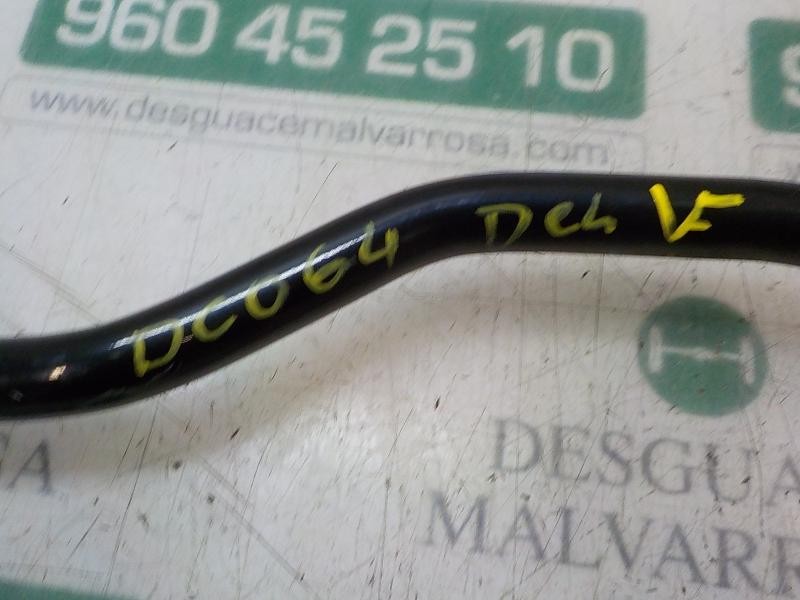 960 45 25 10
www.desguacemalvarrosa.com
DC064 DCh V
DESGUA
MALVARR